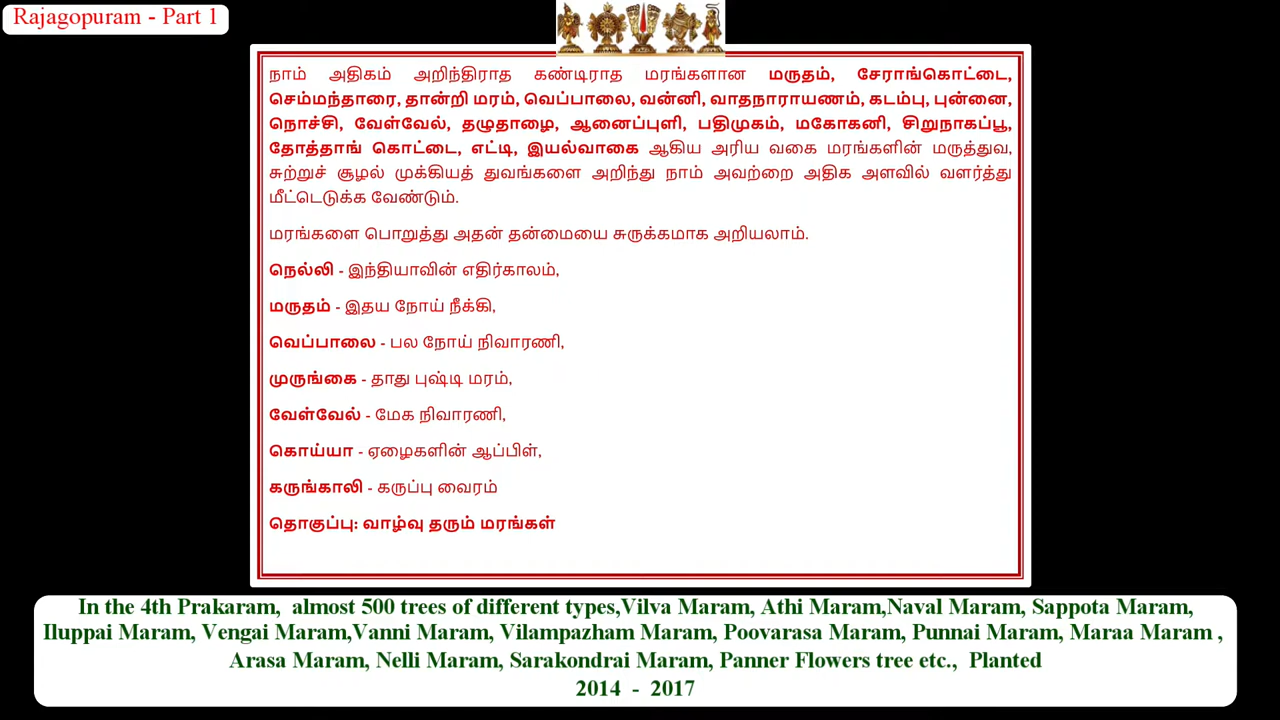 Rajagopuram - Part 1
நாம் அதிகம் அறிந்திராத கண்டிராத மரங்களான மருதம், சேராங்கொட்டை,
செம்மந்தாரை, தான்றி மரம், வெப்பாலை, வன்னி, வாதநாராயணம், கடம்பு, புன்னை,
நொச்சி, வேள்வேல், தழுதாழை, ஆனைப்புளி, பதிமுகம், மகோகனி, சிறுநாகப்பூ,
தோத்தாங் கொட்டை, எட்டி, இயல்வாகை ஆகிய அரிய வகை மரங்களின் மருத்துவ,
சுற்றுச் சூழல் முக்கியத் துவங்களை அறிந்து நாம் அவற்றை அதிக அளவில் வளர்த்து
மீட்டெடுக்க வேண்டும்.
மரங்களை பொறுத்து அதன் தன்மையை சுருக்கமாக அறியலாம்.
நெல்லி - இந்தியாவின் எதிர்காலம்,
மருதம் - இதய நோய் நீக்கி,
வெப்பாலை - பல நோய் நிவாரணி,
முருங்கை - தாது புஷ்டி மரம்,
வேள்வேல் - மேக நிவாரணி,
கொய்யா - ஏழைகளின் ஆப்பிள்,
கருங்காலி - கருப்பு வைரம்
தொகுப்பு: வாழ்வு தரும் மரங்கள்
In the 4th Prakaram, almost 500 trees of different types,Vilva Maram, Athi Maram,Naval Maram, Sappota Maram,
Iluppai Maram, Vengai Maram,Vanni Maram, Vilampazham Maram, Poovarasa Maram, Punnai Maram, Maraa Maram ,
Arasa Maram, Nelli Maram, Sarakondrai Maram, Panner Flowers tree etc., Planted
2014 - 2017